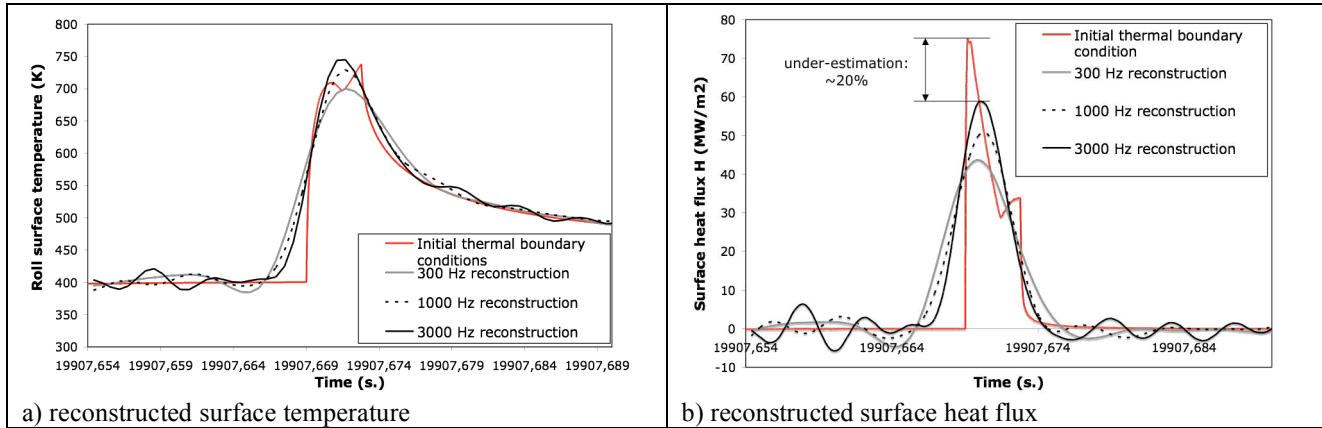 800
750
700
650
600
550
500
450
400
350
300
Roll surface temperature (K)
Initial thermal boundary
conditions
300 Hz reconstruction
1000 Hz reconstruction
3000 Hz reconstruction
19907,654 19907,659 19907,664 19907,669 19907,674 19907,679 19907,684 19907,689
Time (s.)
a) reconstructed surface temperature
80
70
60
50
40
30
20
10
0
-10
Surface heat flux H (MW/m2)
under-estimation:
~20%
Initial thermal boundary
condition
300 Hz reconstruction
1000 Hz reconstruction
3000 Hz reconstruction
19907,654 19907,664 19907,674 19907,684
Time (s.)
b) reconstructed surface heat flux